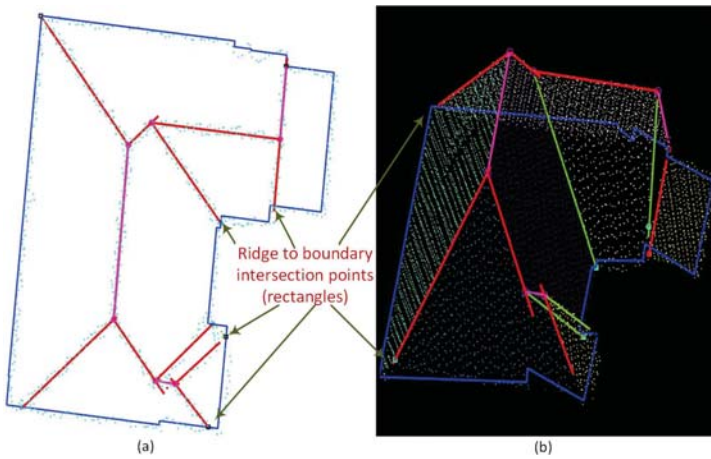 Ridge to boundary
intersection points
(rectangles)
(a)
(b)